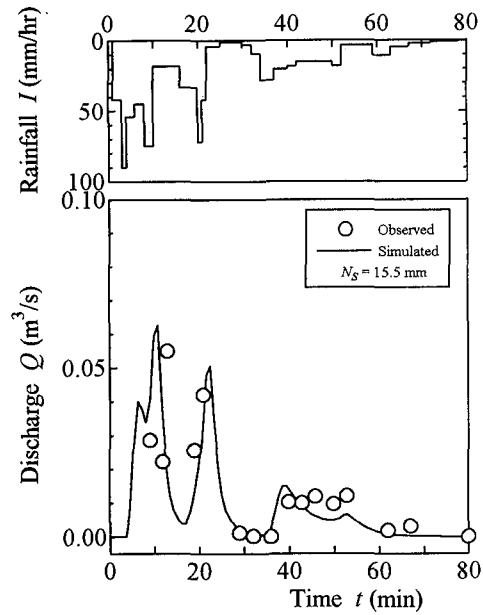 0 20 40 60 80
Rainfall I (mm/hr)
0
50
100
0.10
0.05
0.00
Discharge Q (m³/s)
Observed
Simulated
N_S = 15.5 mm
0 20 40 60 80
Time t (min)